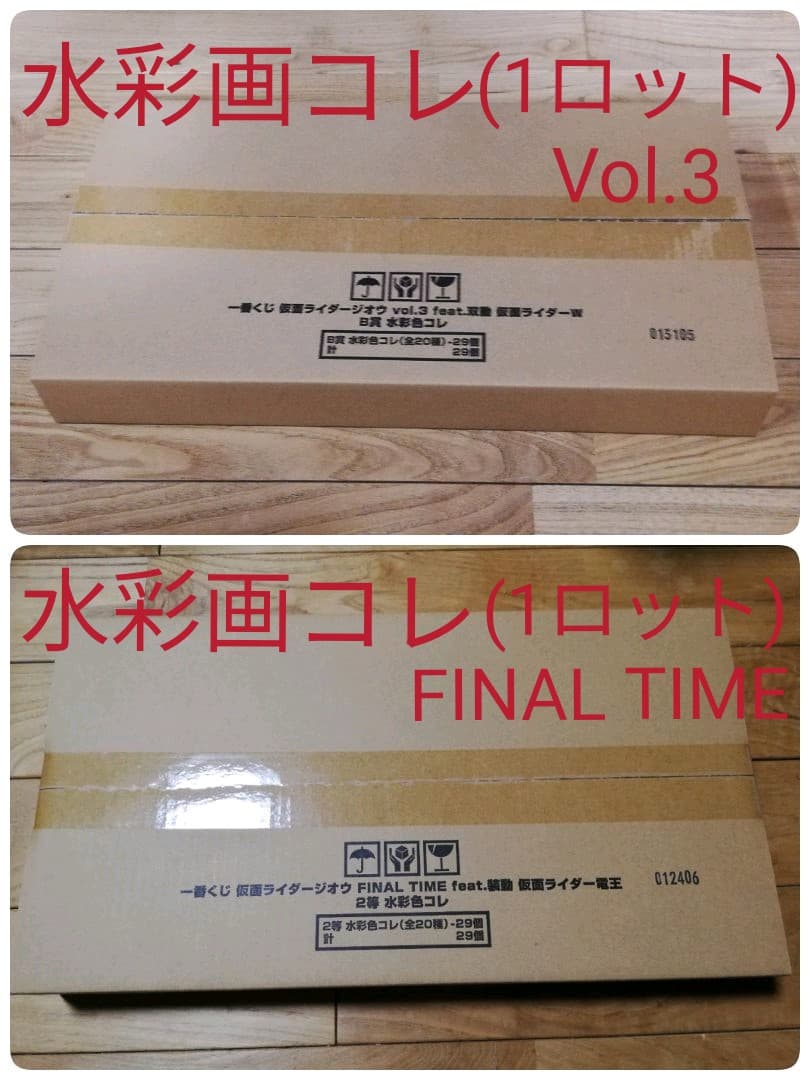 水彩画コレ(1ロット)
Vol.3
一番くじ 仮面ライダージオウ vol.3 feat.双動 仮面ライダーW
B賞 水彩色コレ
B賞 水彩色コレ(全20種)-29個
計 29個
013105
水彩画コレ(1ロット)
FINAL TIME
一番くじ 仮面ライダージオウ FINAL TIME feat.装動 仮面ライダー電王
2等 水彩色コレ
2等 水彩色コレ(全20種)-29個
計 29個
012406